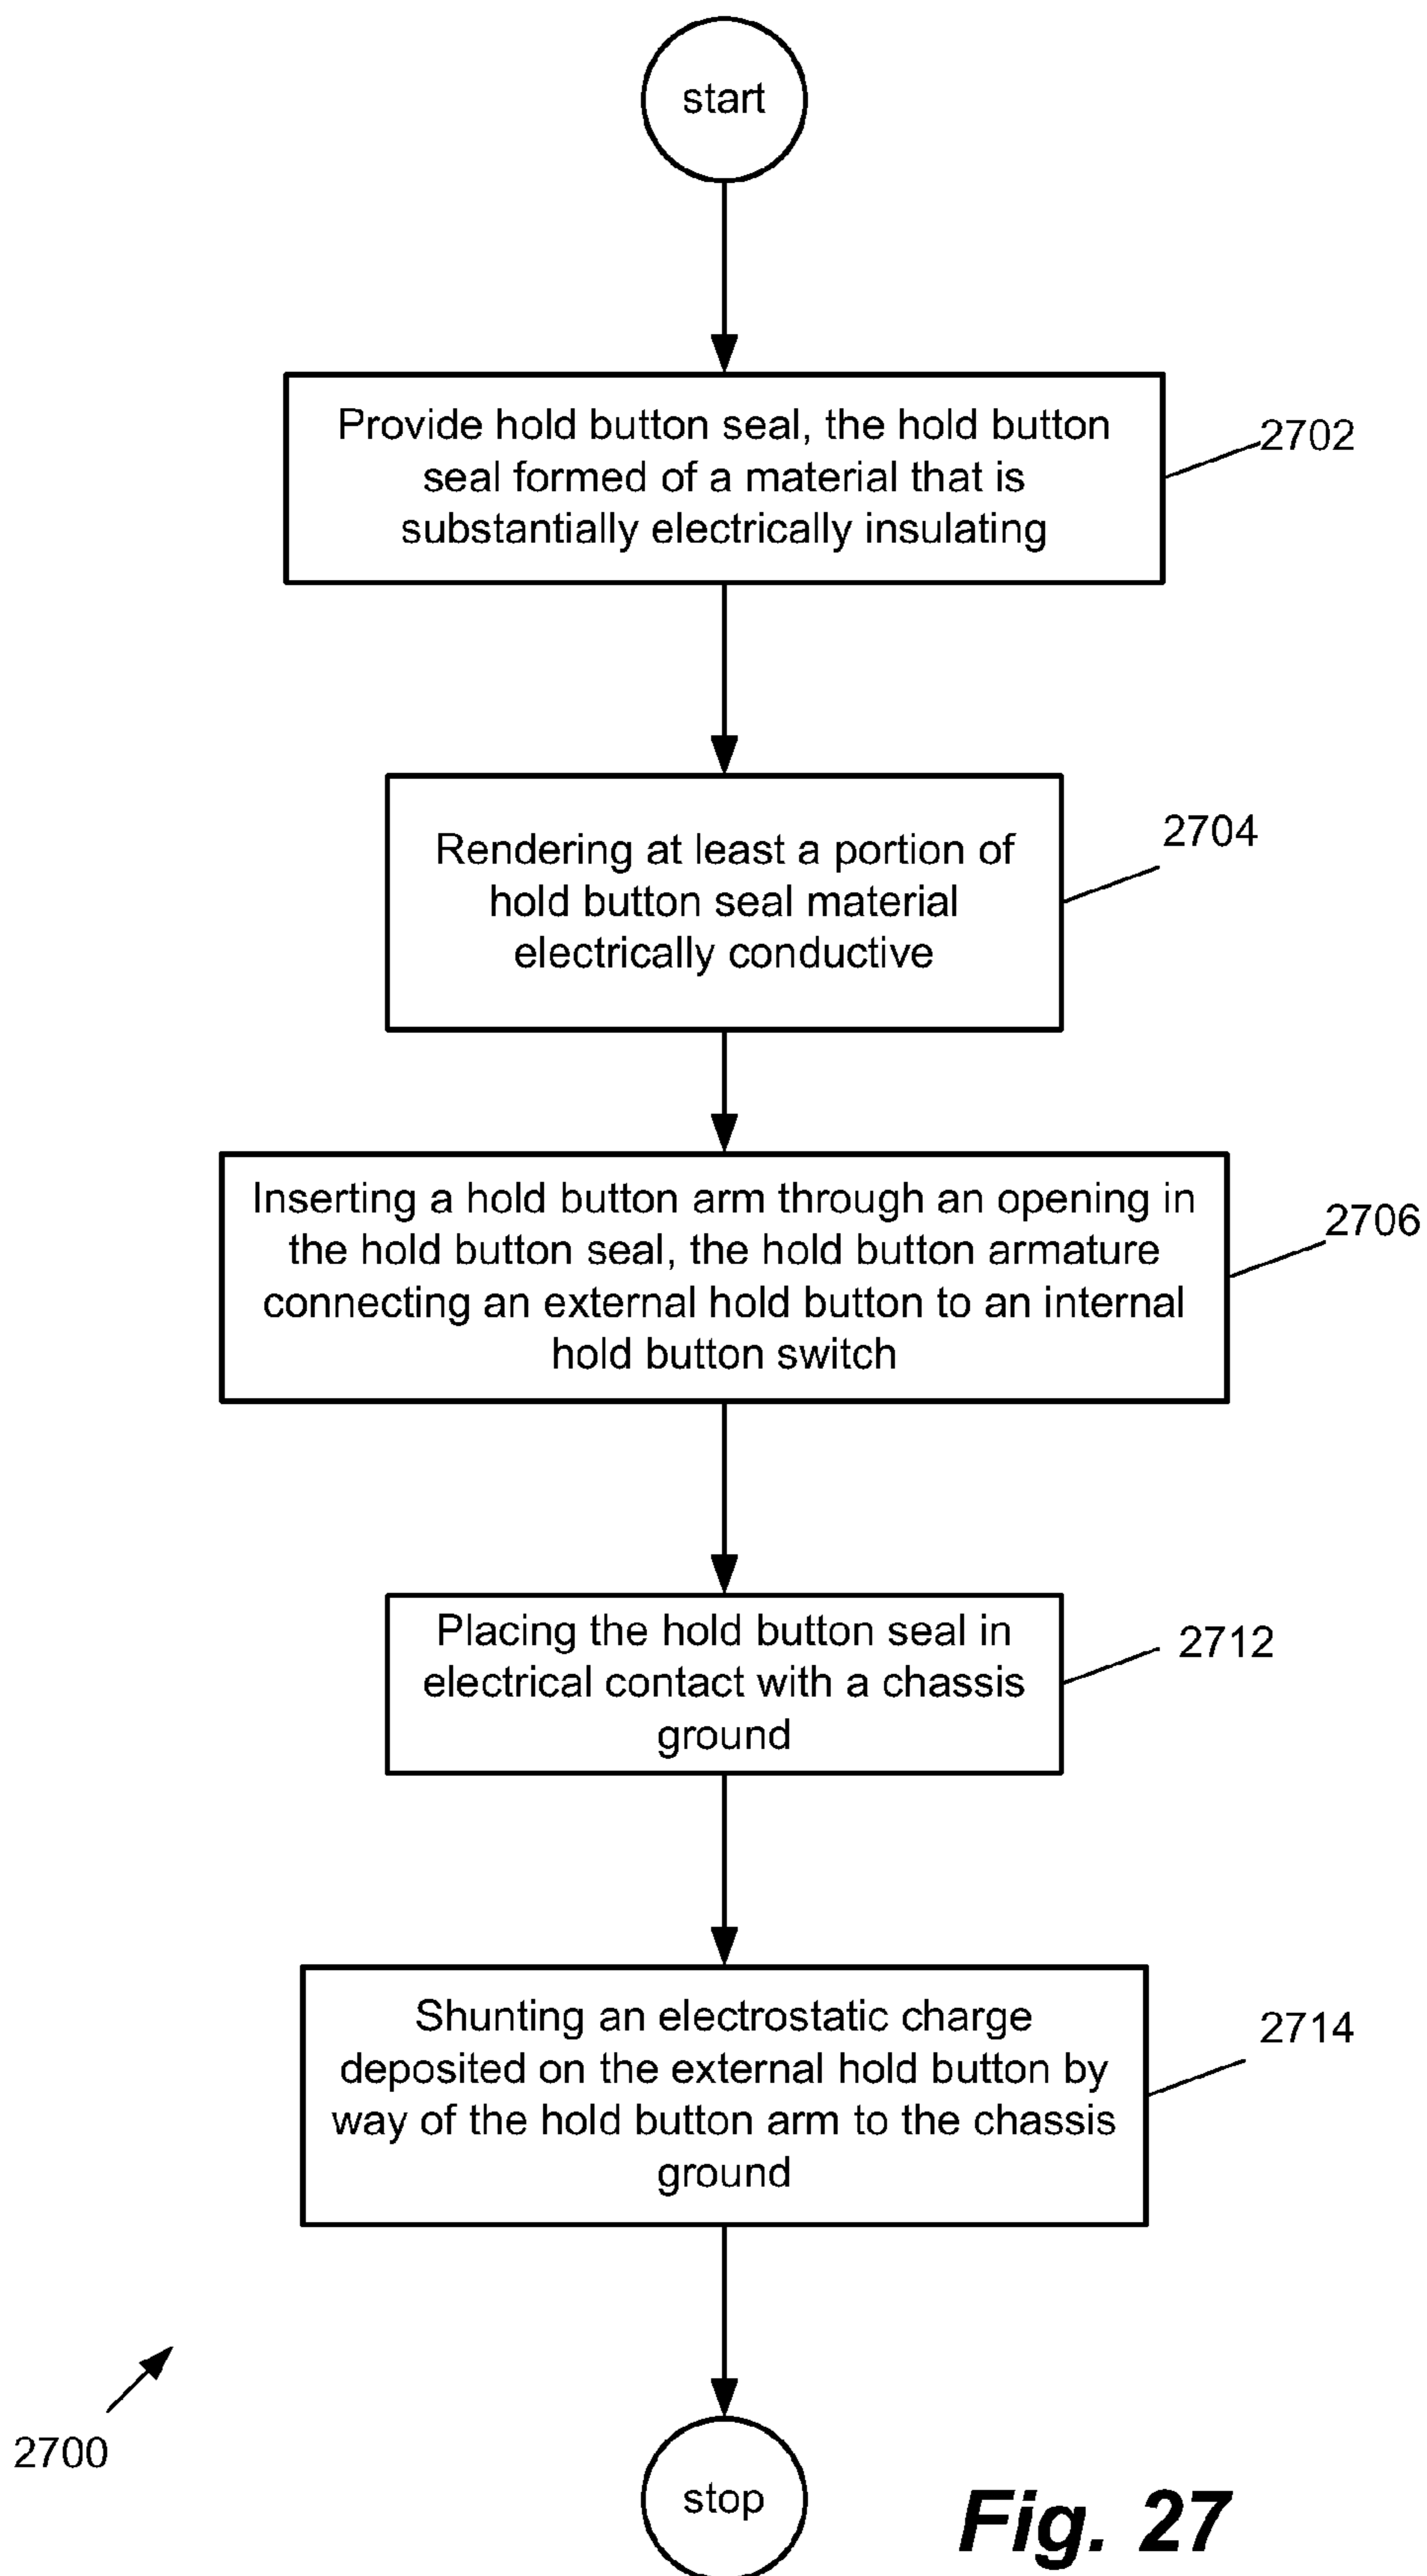 start
Provide hold button seal, the hold button
seal formed of a material that is
substantially electrically insulating
2702
Rendering at least a portion of
hold button seal material
electrically conductive
2704
Inserting a hold button arm through an opening in
the hold button seal, the hold button armature
connecting an external hold button to an internal
hold button switch
2706
Placing the hold button seal in
electrical contact with a chassis
ground
2712
Shunting an electrostatic charge
deposited on the external hold button by
way of the hold button arm to the chassis
ground
2714
2700
stop
Fig. 27